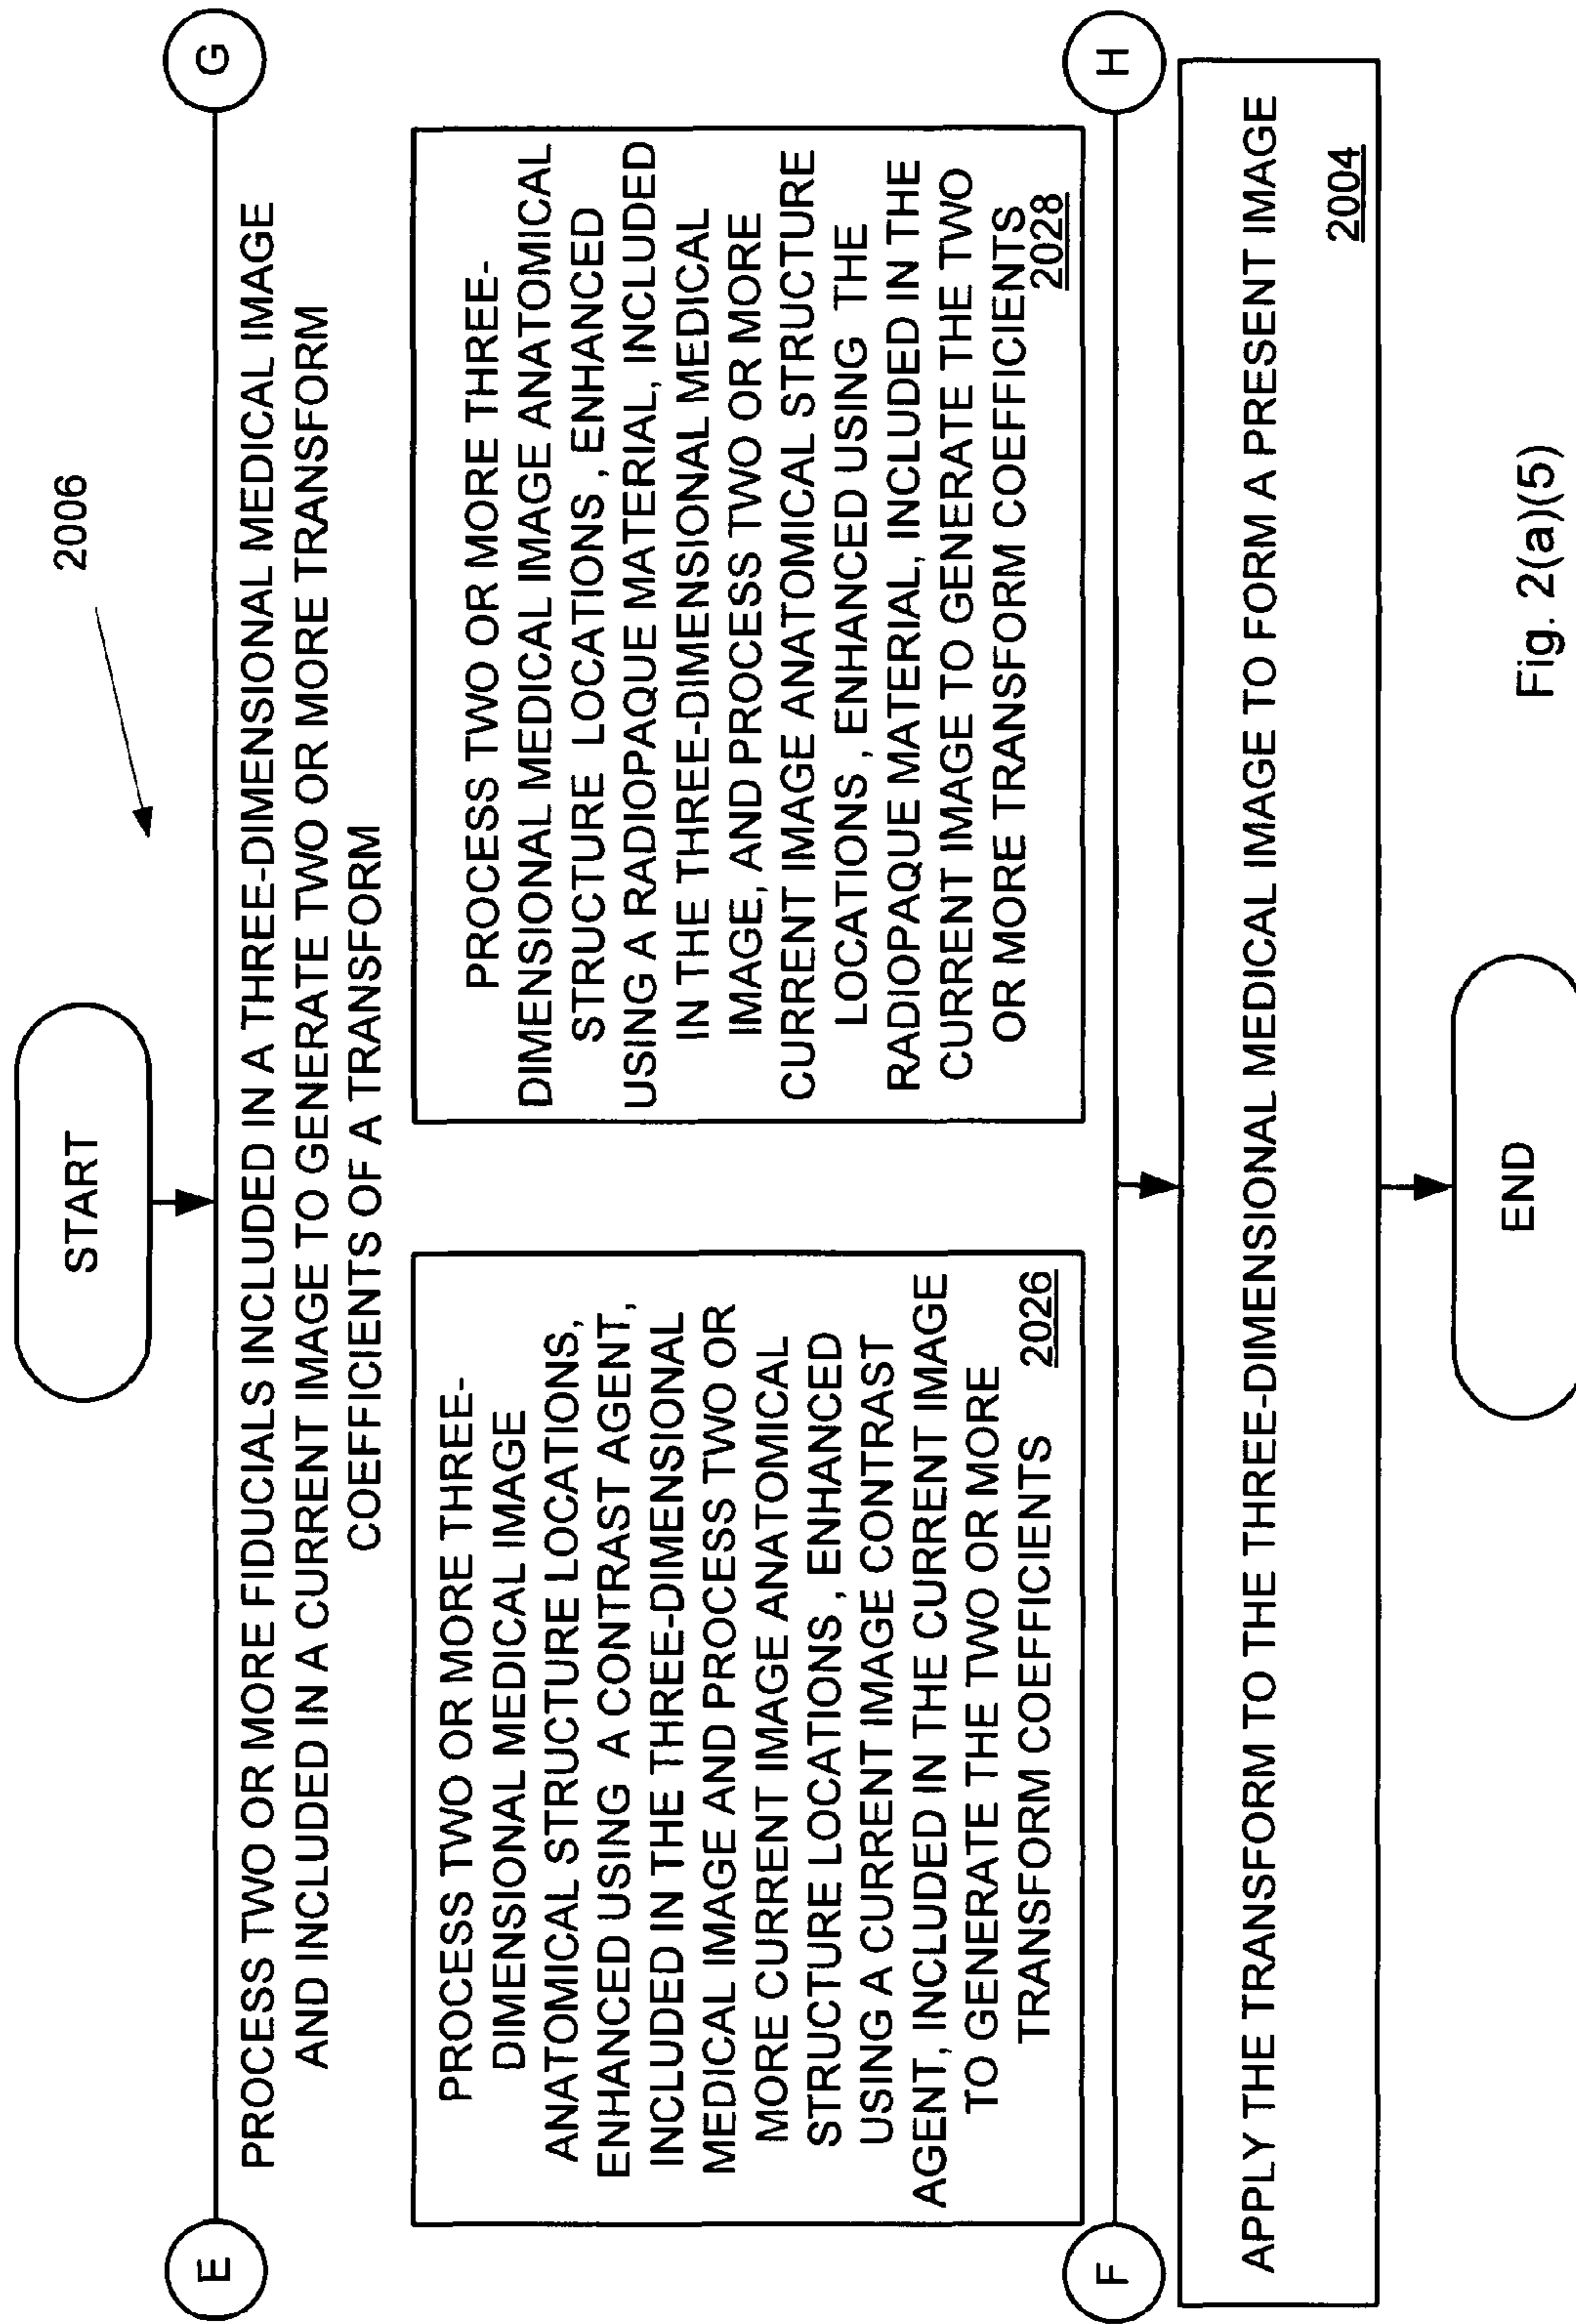 2006
START
E
G
PROCESS TWO OR MORE FIDUCIALS INCLUDED IN A THREE-DIMENSIONAL MEDICAL IMAGE
AND INCLUDED IN A CURRENT IMAGE TO GENERATE TWO OR MORE TRANSFORM
COEFFICIENTS OF A TRANSFORM
PROCESS TWO OR MORE THREE-
DIMENSIONAL MEDICAL IMAGE
ANATOMICAL STRUCTURE LOCATIONS,
ENHANCED USING A CONTRAST AGENT,
INCLUDED IN THE THREE-DIMENSIONAL
MEDICAL IMAGE AND PROCESS TWO OR
MORE CURRENT IMAGE ANATOMICAL
STRUCTURE LOCATIONS , ENHANCED
USING A CURRENT IMAGE CONTRAST
AGENT, INCLUDED IN THE CURRENT IMAGE
TO GENERATE THE TWO OR MORE
TRANSFORM COEFFICIENTS 2026
PROCESS TWO OR MORE THREE-
DIMENSIONAL MEDICAL IMAGE ANATOMICAL
STRUCTURE LOCATIONS , ENHANCED
USING A RADIOPAQUE MATERIAL, INCLUDED
IN THE THREE-DIMENSIONAL MEDICAL
IMAGE, AND PROCESS TWO OR MORE
CURRENT IMAGE ANATOMICAL STRUCTURE
LOCATIONS , ENHANCED USING THE
RADIOPAQUE MATERIAL, INCLUDED IN THE
CURRENT IMAGE TO GENERATE THE TWO
OR MORE TRANSFORM COEFFICIENTS
2028
F
H
APPLY THE TRANSFORM TO THE THREE-DIMENSIONAL MEDICAL IMAGE TO FORM A PRESENT IMAGE
2004
END
Fig. 2(a)(5)